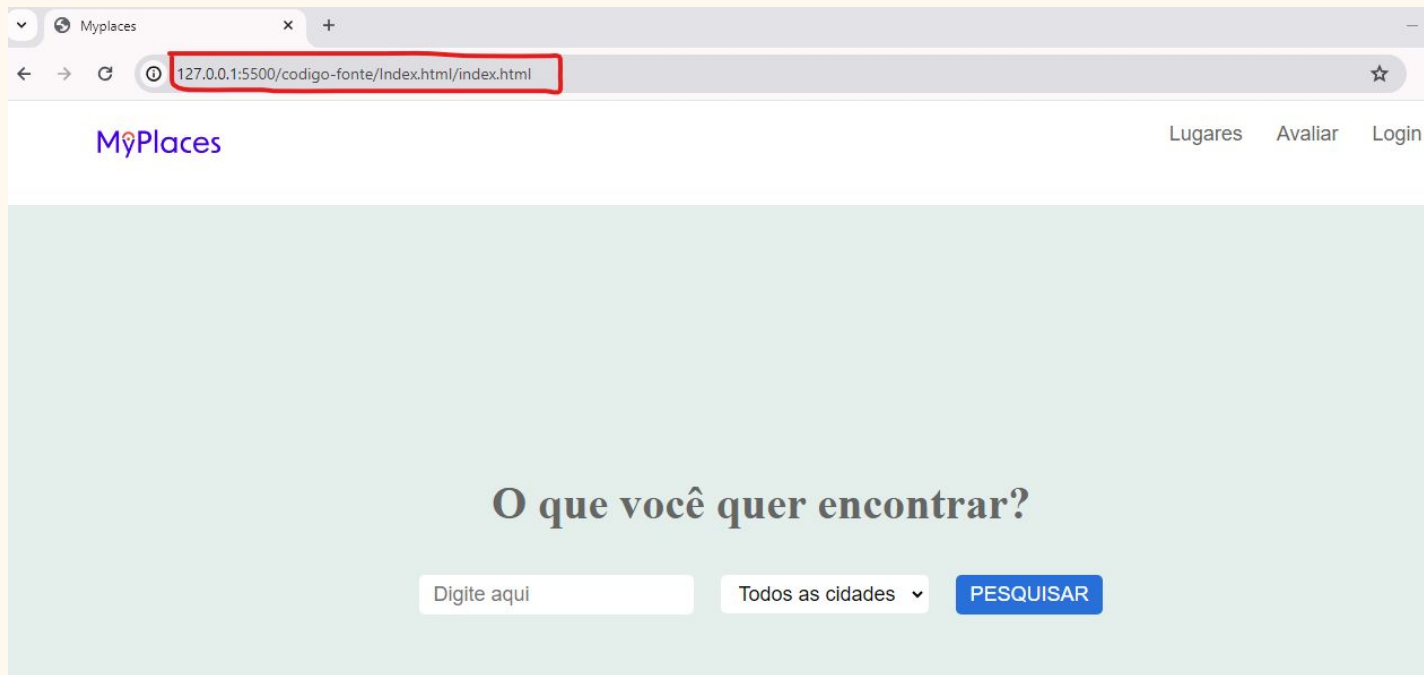 Myplaces
127.0.0.1:5500/codigo-fonte/Index.html/index.html
MyPlaces
Lugares Avaliar Login
O que você quer encontrar?
Digite aqui Todos as cidades PESQUISAR